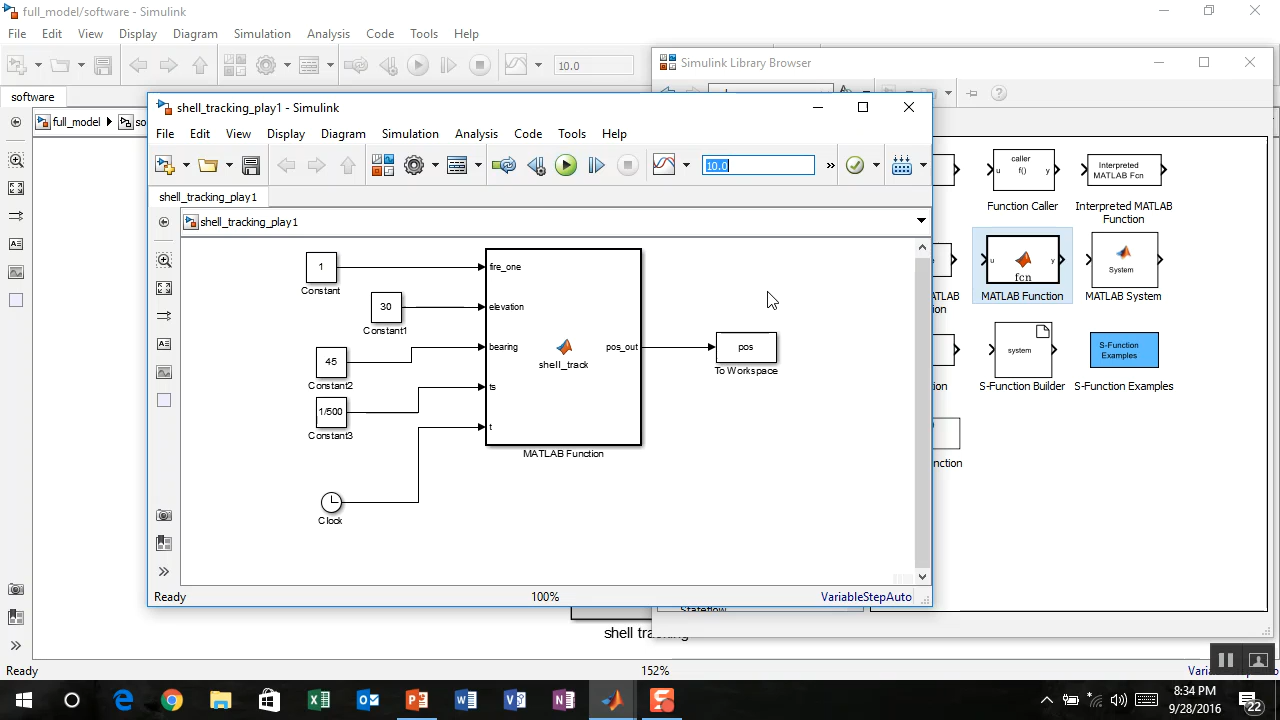 full_model/software - Simulink
File Edit View Display Diagram Simulation Analysis Code Tools Help
10.0
software
full_model
Simulink Library Browser
shell_tracking_play1 - Simulink
File Edit View Display Diagram Simulation Analysis Code Tools Help
10.0
shell_tracking_play1
shell_tracking_play1
1
Constant
30
Constant1
45
Constant2
1/500
Constant3
Clock
fire_one
elevation
bearing
ts
t
pos_out
shell_track
MATLAB Function
pos
To Workspace
Ready 100% VariableStepAuto
caller
u f() y
Function Caller
Interpreted
MATLAB Fcn
Interpreted MATLAB
Function
u y
fcn
MATLAB Function
System
MATLAB System
system
S-Function Builder
S-Function
Examples
S-Function Examples
Stateflow
shell tracking
Ready 152%
8:34 PM
9/28/2016
22